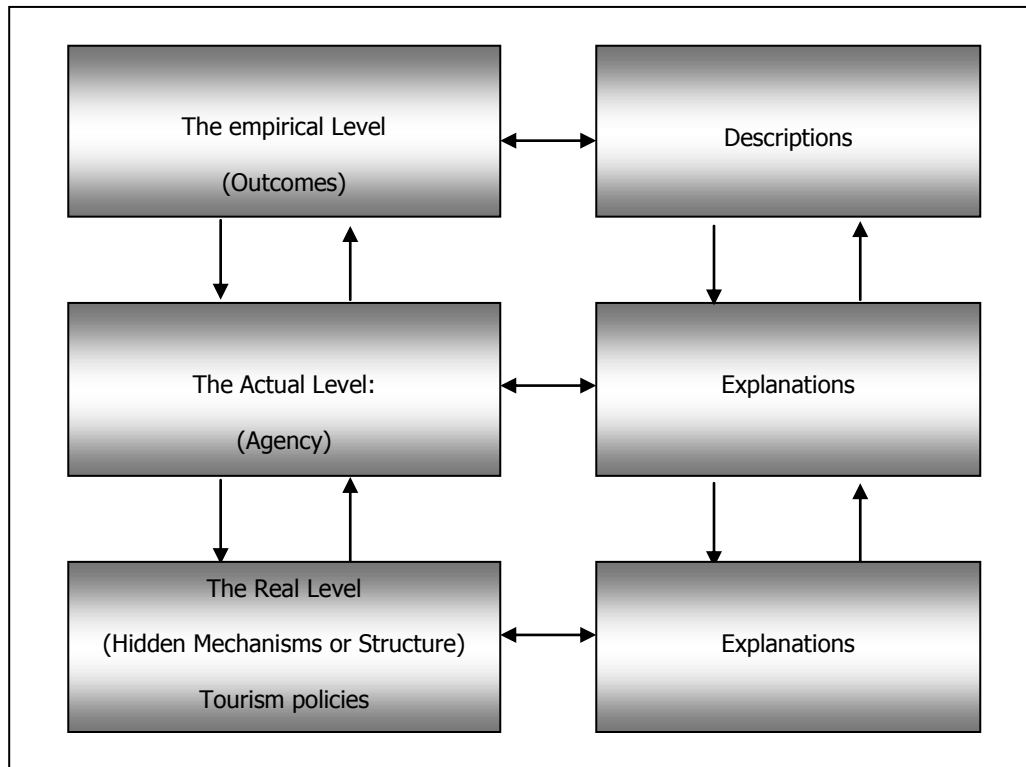 The empirical Level
(Outcomes)
Descriptions
The Actual Level:
(Agency)
Explanations
The Real Level
(Hidden Mechanisms or Structure)
Tourism policies
Explanations